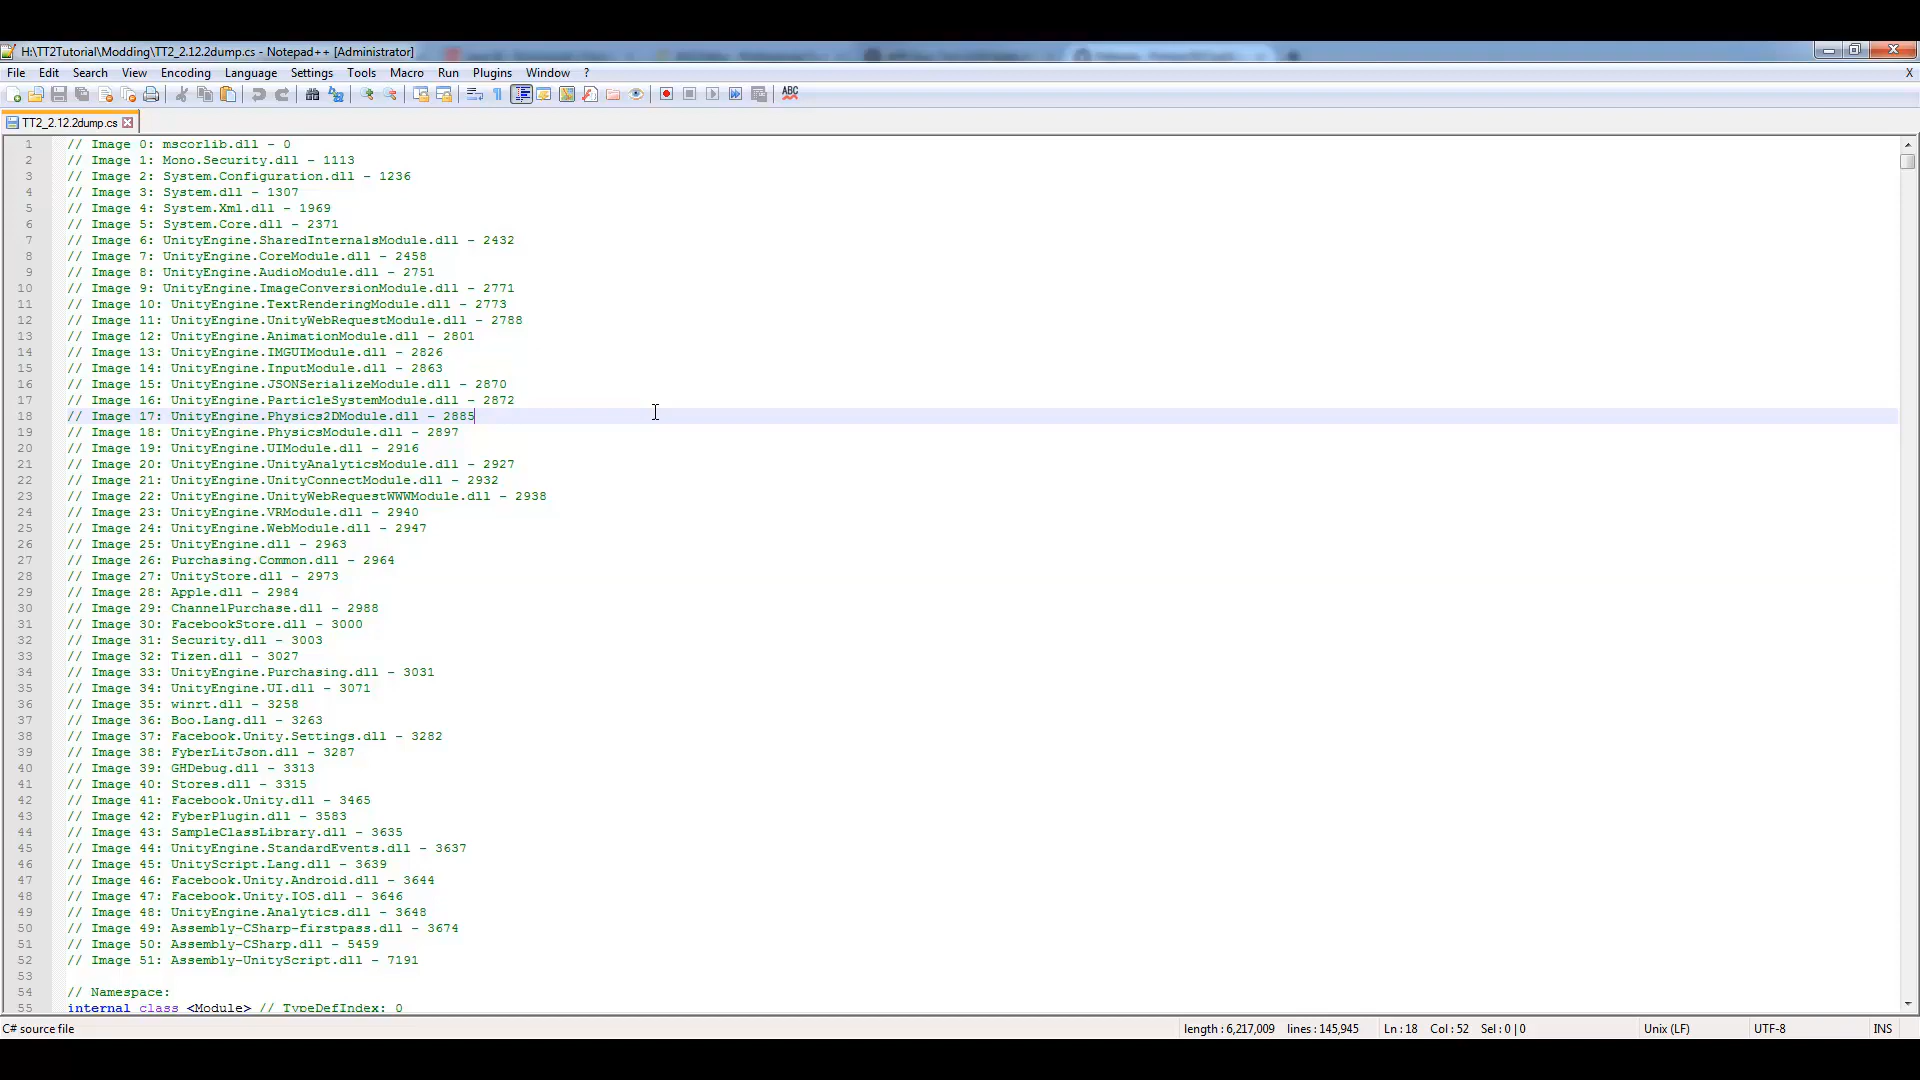 H:\TT2Tutorial\Modding\TT2_2.12.2dump.cs - Notepad++ [Administrator]
File Edit Search View Encoding Language Settings Tools Macro Run Plugins Window ? X
ABC
TT2_2.12.2dump.cs
1 // Image 0: mscorlib.dll - 0
2 // Image 1: Mono.Security.dll - 1113
3 // Image 2: System.Configuration.dll - 1236
4 // Image 3: System.dll - 1307
5 // Image 4: System.Xml.dll - 1969
6 // Image 5: System.Core.dll - 2371
7 // Image 6: UnityEngine.SharedInternalsModule.dll - 2432
8 // Image 7: UnityEngine.CoreModule.dll - 2458
9 // Image 8: UnityEngine.AudioModule.dll - 2751
10 // Image 9: UnityEngine.ImageConversionModule.dll - 2771
11 // Image 10: UnityEngine.TextRenderingModule.dll - 2773
12 // Image 11: UnityEngine.UnityWebRequestModule.dll - 2788
13 // Image 12: UnityEngine.AnimationModule.dll - 2801
14 // Image 13: UnityEngine.IMGUIModule.dll - 2826
15 // Image 14: UnityEngine.InputModule.dll - 2863
16 // Image 15: UnityEngine.JSONSerializeModule.dll - 2870
17 // Image 16: UnityEngine.ParticleSystemModule.dll - 2872
18 // Image 17: UnityEngine.Physics2DModule.dll - 2885
19 // Image 18: UnityEngine.PhysicsModule.dll - 2897
20 // Image 19: UnityEngine.UIModule.dll - 2916
21 // Image 20: UnityEngine.UnityAnalyticsModule.dll - 2927
22 // Image 21: UnityEngine.UnityConnectModule.dll - 2932
23 // Image 22: UnityEngine.UnityWebRequestWWWModule.dll - 2938
24 // Image 23: UnityEngine.VRModule.dll - 2940
25 // Image 24: UnityEngine.WebModule.dll - 2947
26 // Image 25: UnityEngine.dll - 2963
27 // Image 26: Purchasing.Common.dll - 2964
28 // Image 27: UnityStore.dll - 2973
29 // Image 28: Apple.dll - 2984
30 // Image 29: ChannelPurchase.dll - 2988
31 // Image 30: FacebookStore.dll - 3000
32 // Image 31: Security.dll - 3003
33 // Image 32: Tizen.dll - 3027
34 // Image 33: UnityEngine.Purchasing.dll - 3031
35 // Image 34: UnityEngine.UI.dll - 3071
36 // Image 35: winrt.dll - 3258
37 // Image 36: Boo.Lang.dll - 3263
38 // Image 37: Facebook.Unity.Settings.dll - 3282
39 // Image 38: FyberLitJson.dll - 3287
40 // Image 39: GHDebug.dll - 3313
41 // Image 40: Stores.dll - 3315
42 // Image 41: Facebook.Unity.dll - 3465
43 // Image 42: FyberPlugin.dll - 3583
44 // Image 43: SampleClassLibrary.dll - 3635
45 // Image 44: UnityEngine.StandardEvents.dll - 3637
46 // Image 45: UnityScript.Lang.dll - 3639
47 // Image 46: Facebook.Unity.Android.dll - 3644
48 // Image 47: Facebook.Unity.IOS.dll - 3646
49 // Image 48: UnityEngine.Analytics.dll - 3648
50 // Image 49: Assembly-CSharp-firstpass.dll - 3674
51 // Image 50: Assembly-CSharp.dll - 5459
52 // Image 51: Assembly-UnityScript.dll - 7191
53
54 // Namespace:
55 internal class <Module> // TypeDefIndex: 0
C# source file length : 6,217,009 lines : 145,945 Ln : 18 Col : 52 Sel : 0 | 0 Unix (LF) UTF-8 INS